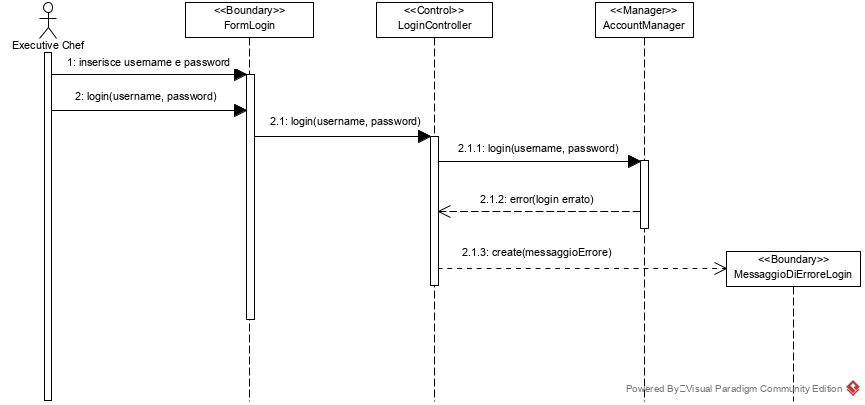 <<Boundary>>
FormLogin
<<Control>>
LoginController
<<Manager>>
AccountManager
Executive Chef
1: inserisce username e password
2: login(username, password)
2.1: login(username, password)
2.1.1: login(username, password)
2.1.2: error(login errato)
2.1.3: create(messaggioErrore)
<<Boundary>>
MessaggioDiErroreLogin
Powered By Visual Paradigm Community Edition